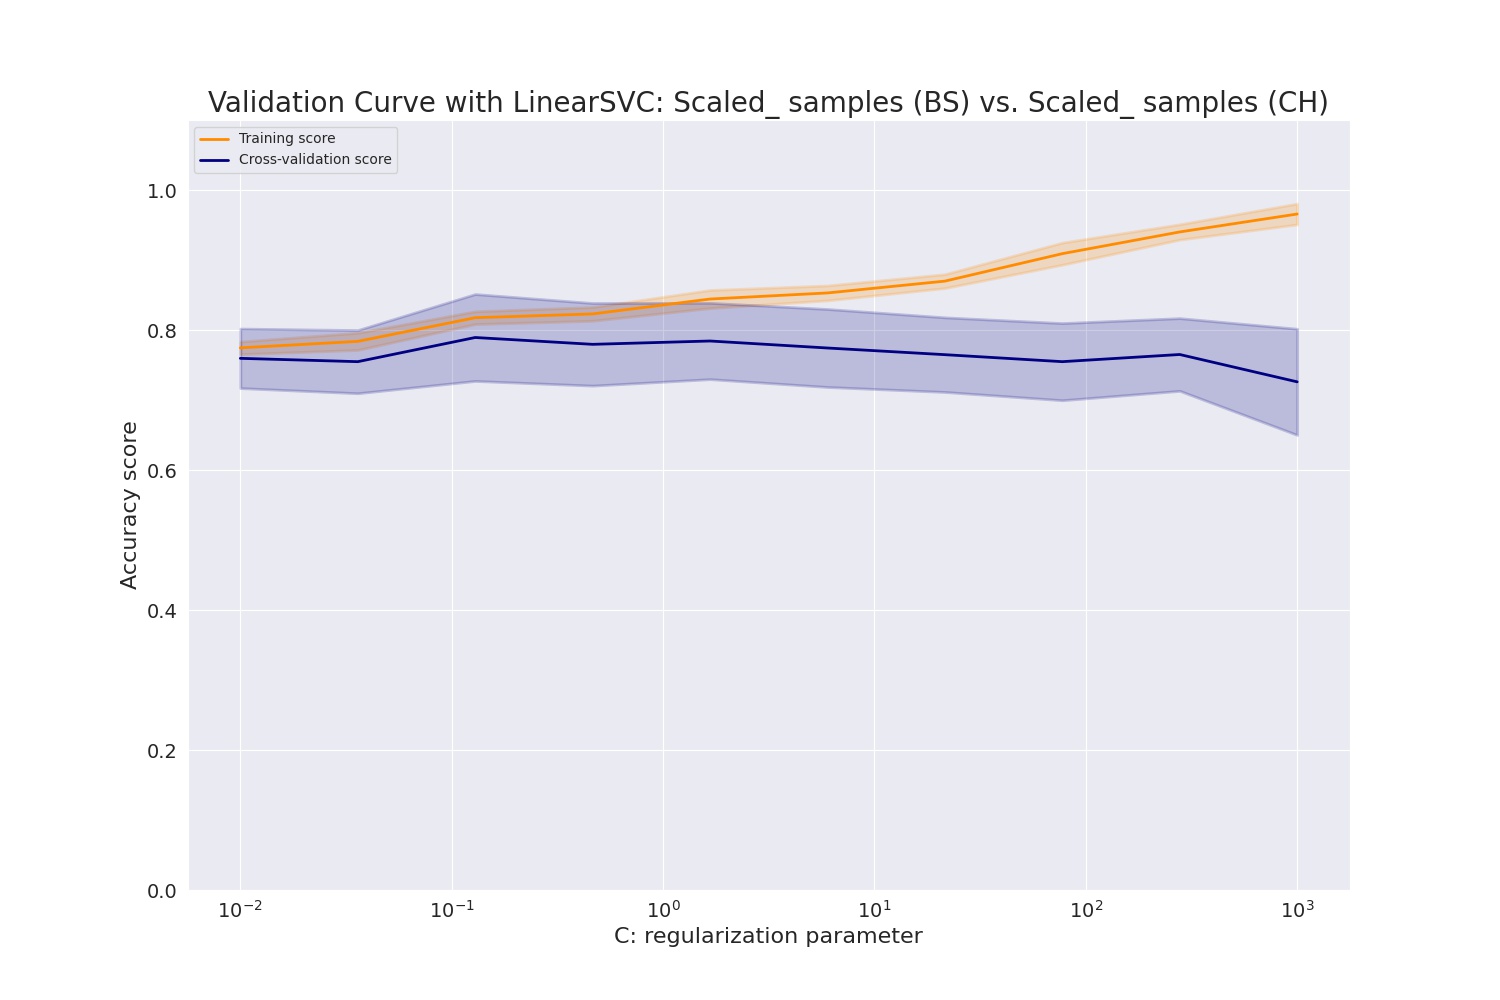 Validation Curve with LinearSVC: Scaled_ samples (BS) vs. Scaled_ samples (CH)
Training score
Cross-validation score
1.0
0.8
0.6
0.4
0.2
0.0
Accuracy score
10⁻² 10⁻¹ 10⁰ 10¹ 10² 10³
C: regularization parameter